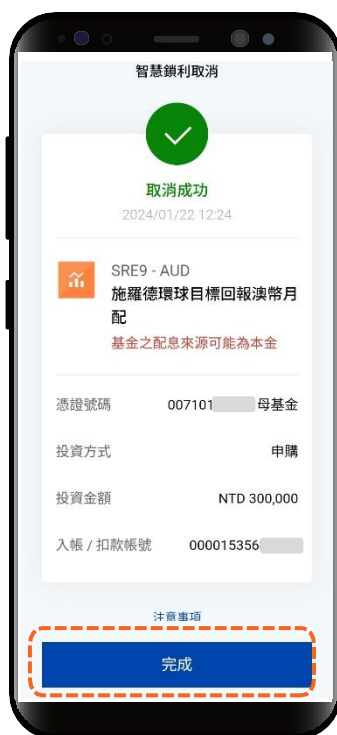 智慧鎖利取消
取消成功
2024/01/22 12:24
SRE9 - AUD
施羅德環球目標回報澳幣月
配
基金之配息來源可能為本金
憑證號碼 007101 母基金
投資方式 申購
投資金額 NTD 300,000
入帳 / 扣款帳號 000015356
注意事項
完成